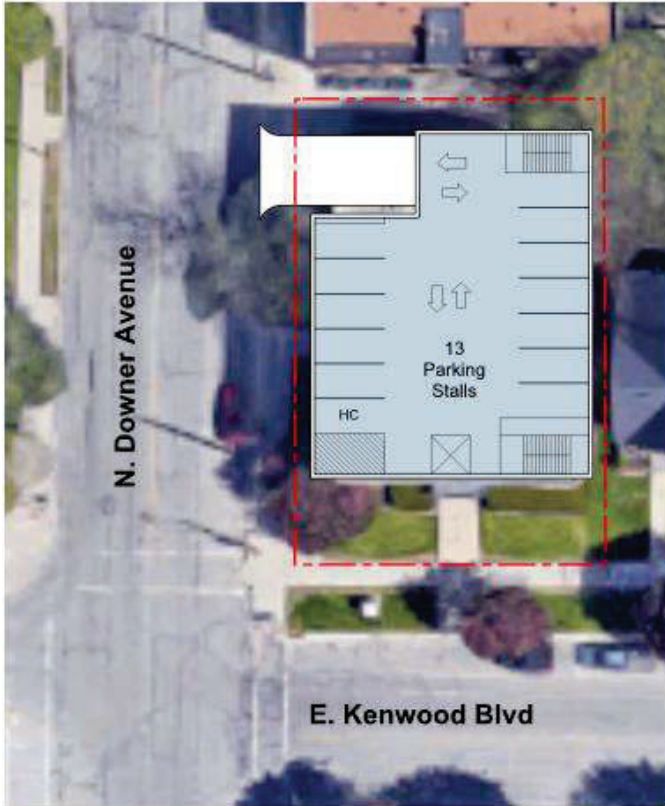 N. Downer Avenue
13
Parking
Stalls
HC
E. Kenwood Blvd